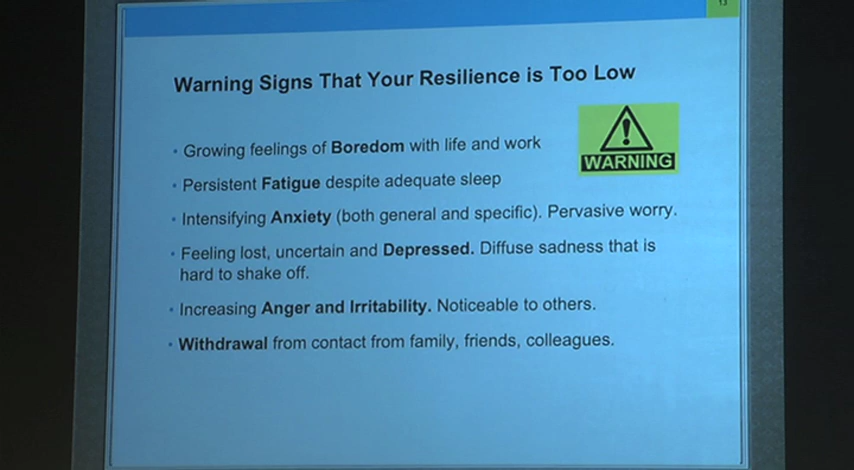 13
Warning Signs That Your Resilience is Too Low
WARNING
• Growing feelings of Boredom with life and work
• Persistent Fatigue despite adequate sleep
• Intensifying Anxiety (both general and specific). Pervasive worry.
• Feeling lost, uncertain and Depressed. Diffuse sadness that is
hard to shake off.
• Increasing Anger and Irritability. Noticeable to others.
• Withdrawal from contact from family, friends, colleagues.